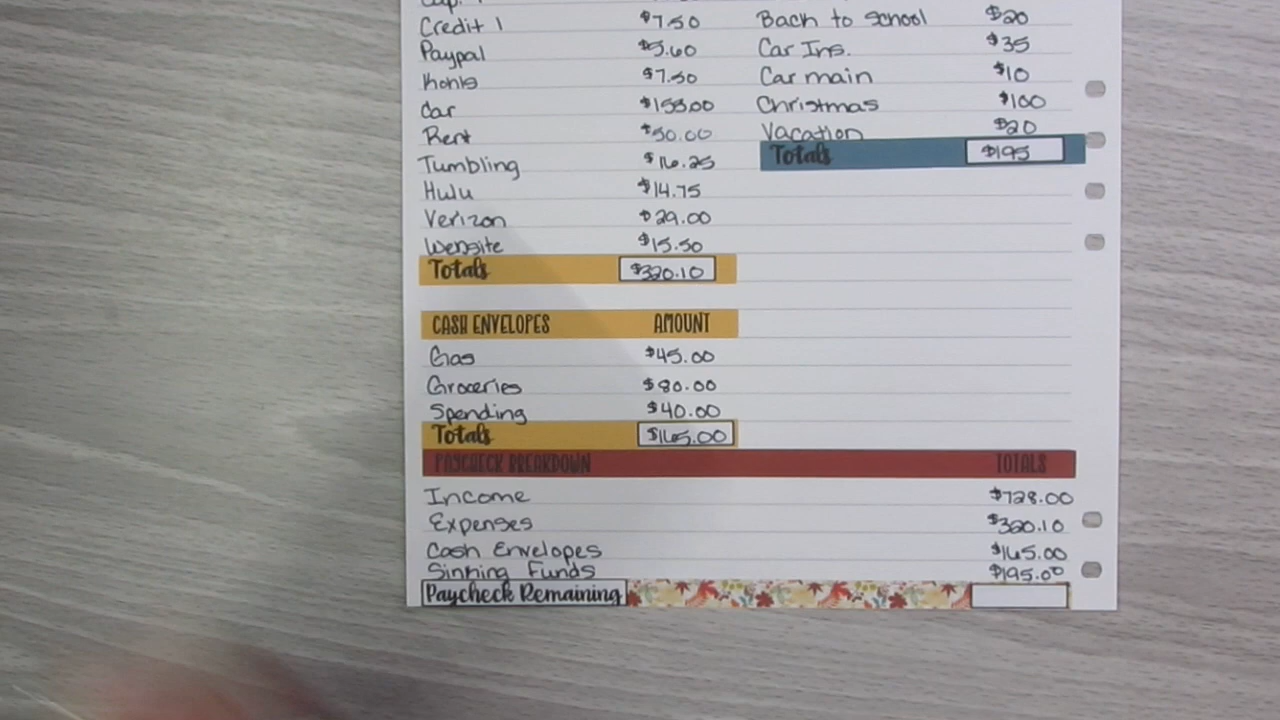 Credit 1 $7.50
Paypal $5.60
Kohls $7.50
Car $155.00
Rent $50.00
Tumbling $16.25
Hulu $14.75
Verizon $29.00
Website $15.50
Totals $320.10
Back to School $20
Car Ins. $35
Car main $10
Christmas $100
Vacation $20
Totals $195
CASH ENVELOPES AMOUNT
Gas $45.00
Groceries $80.00
Spending $40.00
Totals $165.00
PAYCHECK BREAKDOWN TOTALS
Income $728.00
Expenses $320.10
Cash Envelopes $165.00
Sinking Funds $195.00
Paycheck Remaining